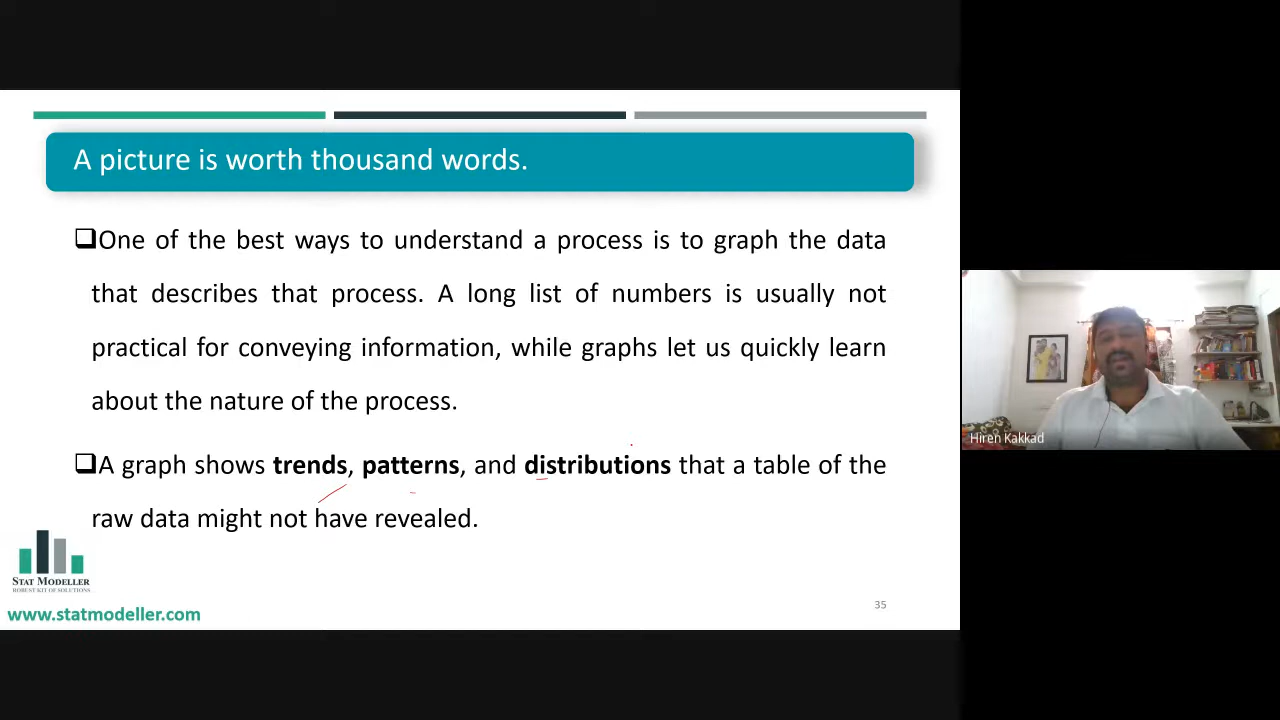 A picture is worth thousand words.
❑One of the best ways to understand a process is to graph the data
that describes that process. A long list of numbers is usually not
practical for conveying information, while graphs let us quickly learn
about the nature of the process.
❑A graph shows trends, patterns, and distributions that a table of the
raw data might not have revealed.
STAT MODELLER
ROBUST KIT OF SOLUTIONS
www.statmodeller.com
35
Hiren Kakkad